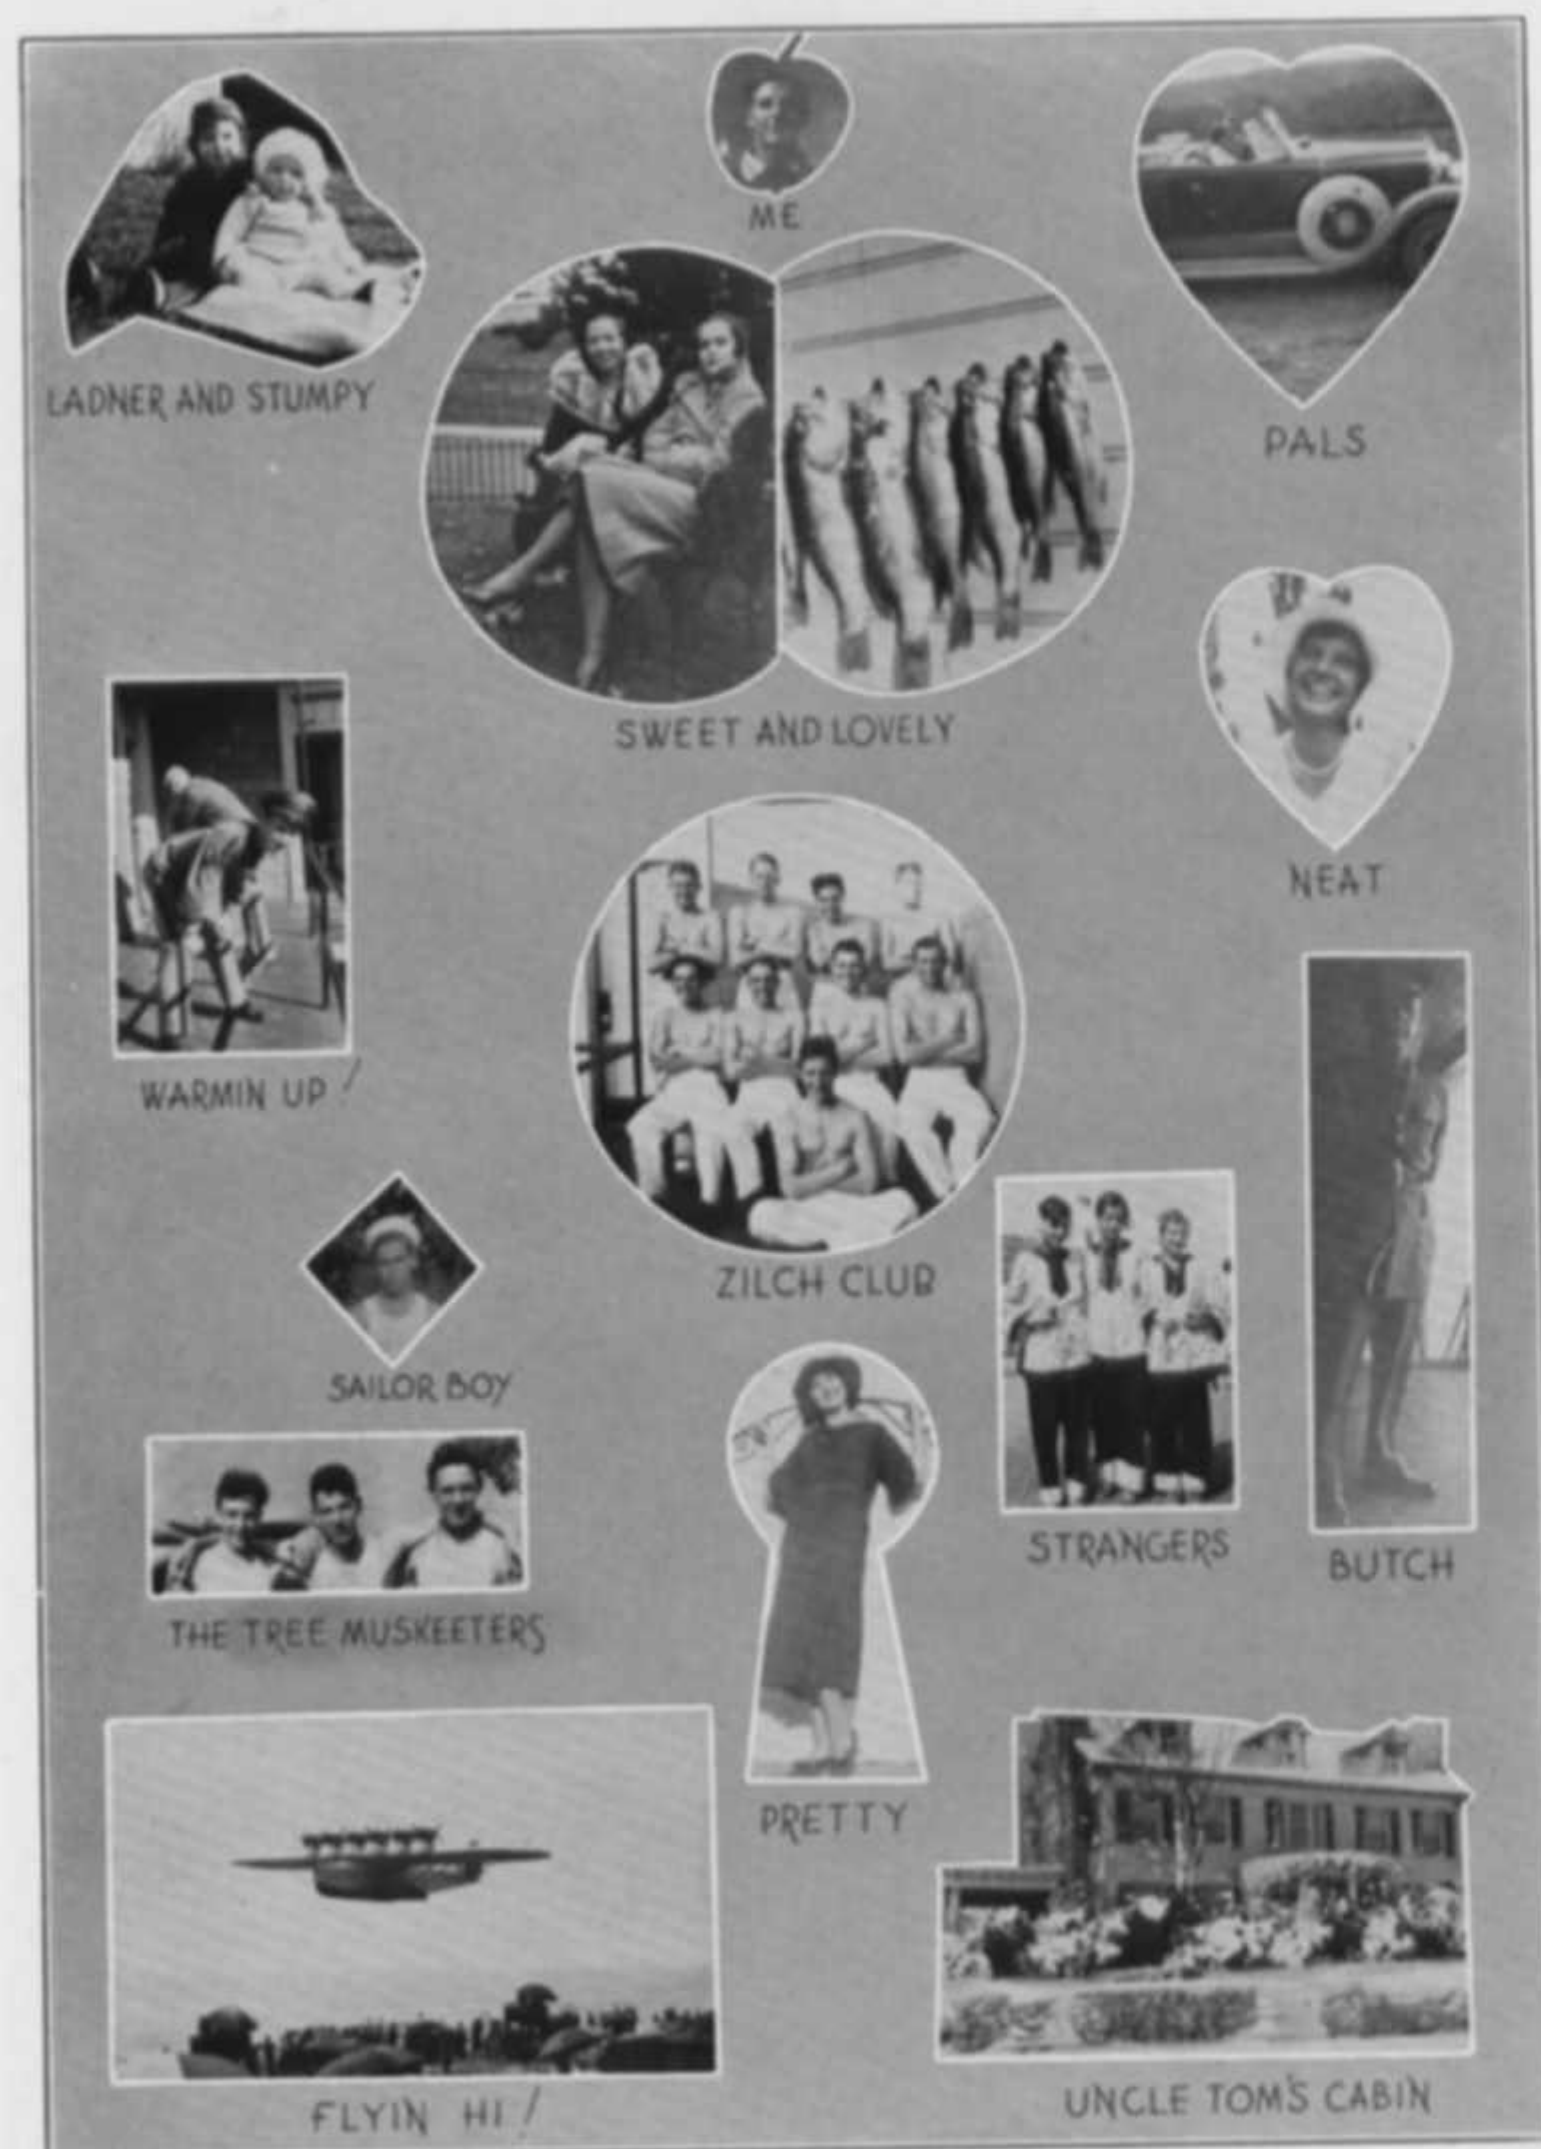 ME
LADNER AND STUMPY
PALS
SWEET AND LOVELY
NEAT
WARMIN UP!
ZILCH CLUB
SAILOR BOY
STRANGERS
BUTCH
THE TREE MUSKEETERS
PRETTY
FLYIN HI!
UNCLE TOM'S CABIN